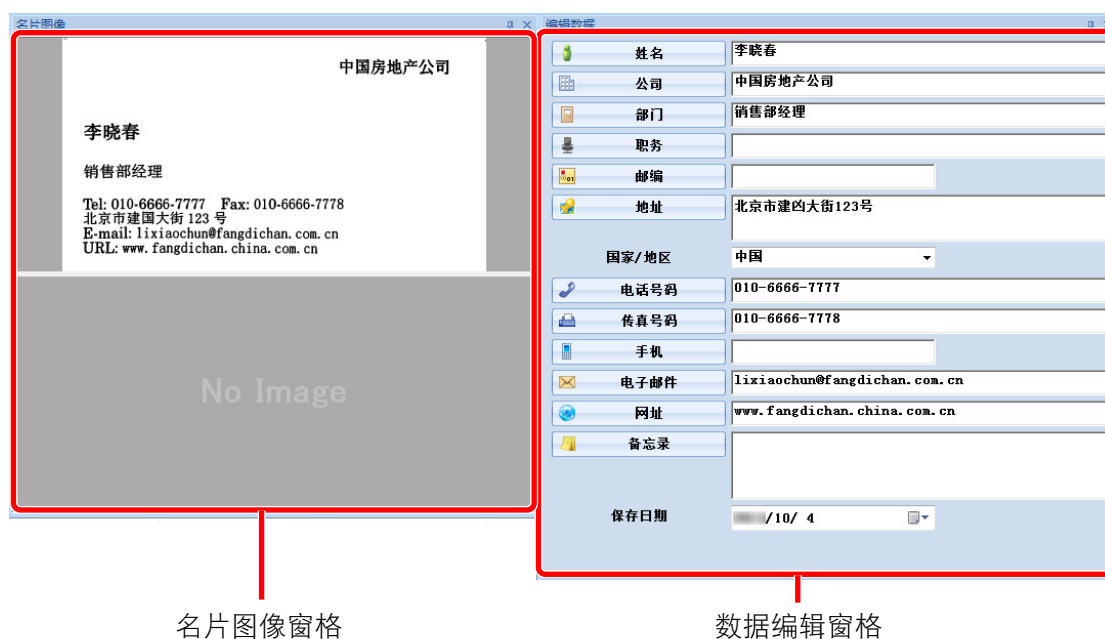 名片图像
中国房地产公司
李晓春
销售部经理
Tel: 010-6666-7777 Fax: 010-6666-7778
北京市建国大街 123 号
E-mail: lixiaochun@fangdichan. com. cn
URL: www. fangdichan. china. com. cn
No Image
编辑数据
姓名 李晓春
公司 中国房地产公司
部门 销售部经理
职务
邮编
地址 北京市建凶大街123号
国家/地区 中国
电话号码 010-6666-7777
传真号码 010-6666-7778
手机
电子邮件 lixiaochun@fangdichan.com.cn
网址 www.fangdichan.china.com.cn
备忘录
保存日期 /10/ 4
名片图像窗格
数据编辑窗格